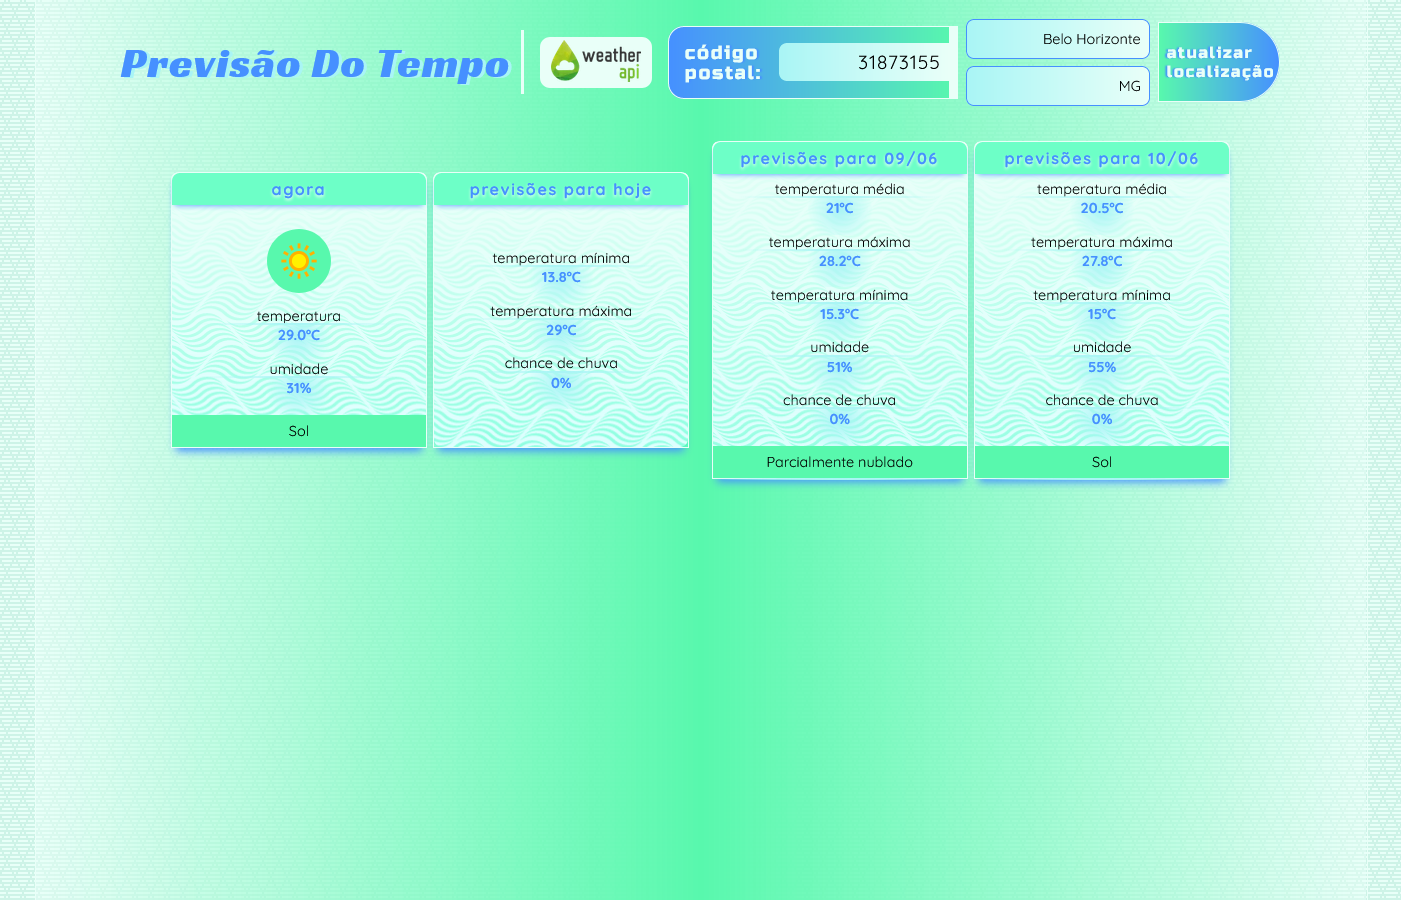 Previsão Do Tempo
weather
api
código
postal:
31873155
Belo Horizonte
MG
atualizar
localização
agora
temperatura
29.0°C
umidade
31%
Sol
previsões para hoje
temperatura mínima
13.8°C
temperatura máxima
29°C
chance de chuva
0%
previsões para 09/06
temperatura média
21°C
temperatura máxima
28.2°C
temperatura mínima
15.3°C
umidade
51%
chance de chuva
0%
Parcialmente nublado
previsões para 10/06
temperatura média
20.5°C
temperatura máxima
27.8°C
temperatura mínima
15°C
umidade
55%
chance de chuva
0%
Sol